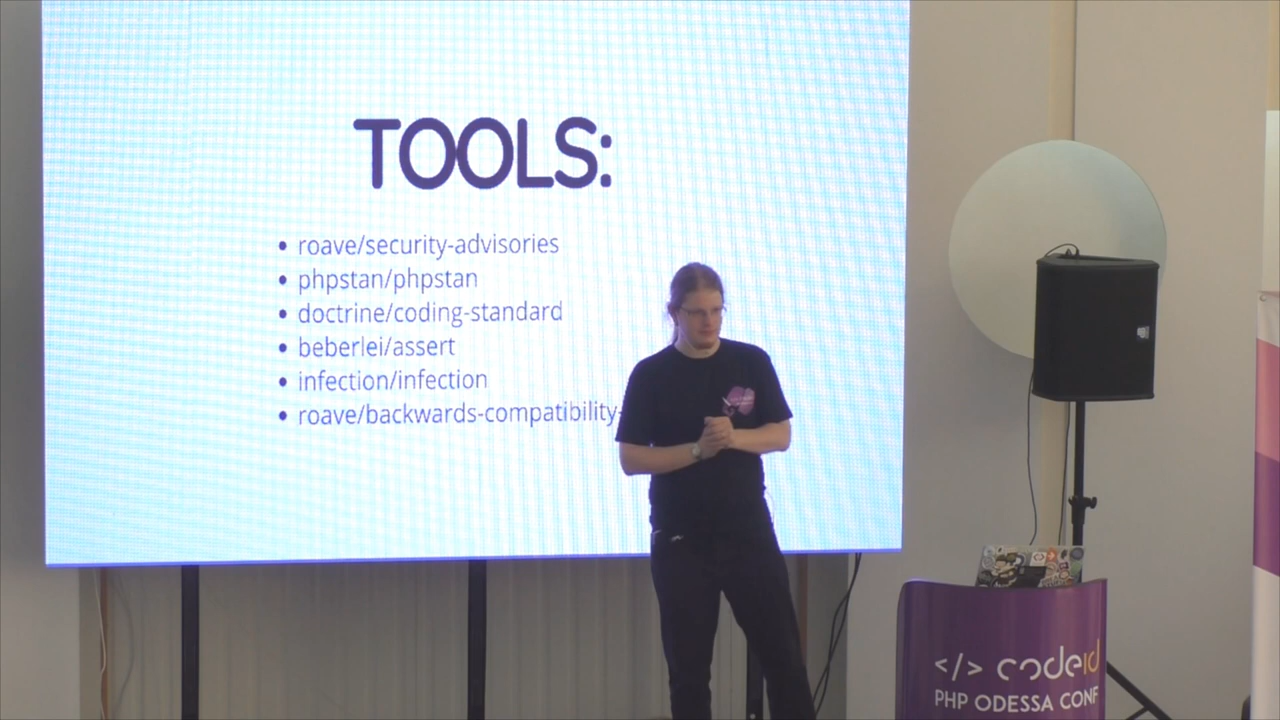 TOOLS:
• roave/security-advisories
• phpstan/phpstan
• doctrine/coding-standard
• beberlei/assert
• infection/infection
• roave/backwards-compatibility-
</> codeid
PHP ODESSA CONF